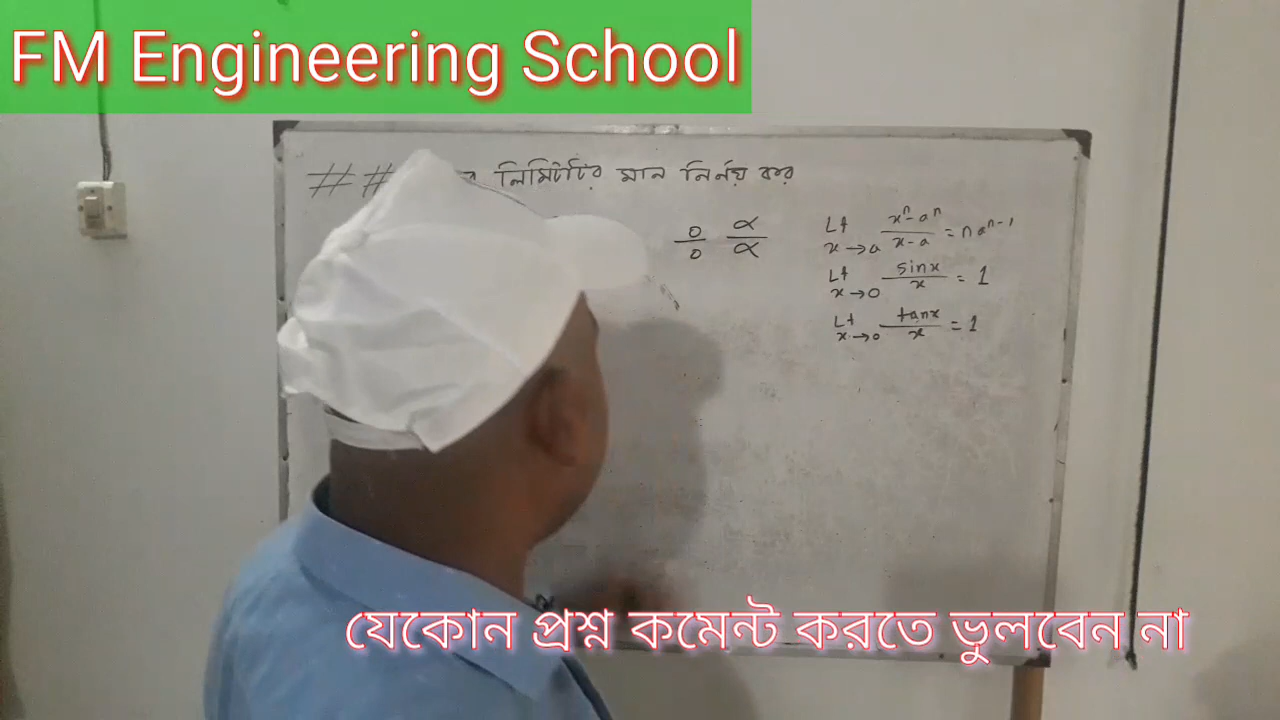 FM Engineering School
## লিমিটটির মান নির্নয় কর
0/0 α/α
Lt x→a (xⁿ-aⁿ)/(x-a) = naⁿ⁻¹
Lt x→0 sinx/x = 1
Lt x→0 tanx/x = 1
যেকোন প্রশ্ন কমেন্ট করতে ভুলবেন না